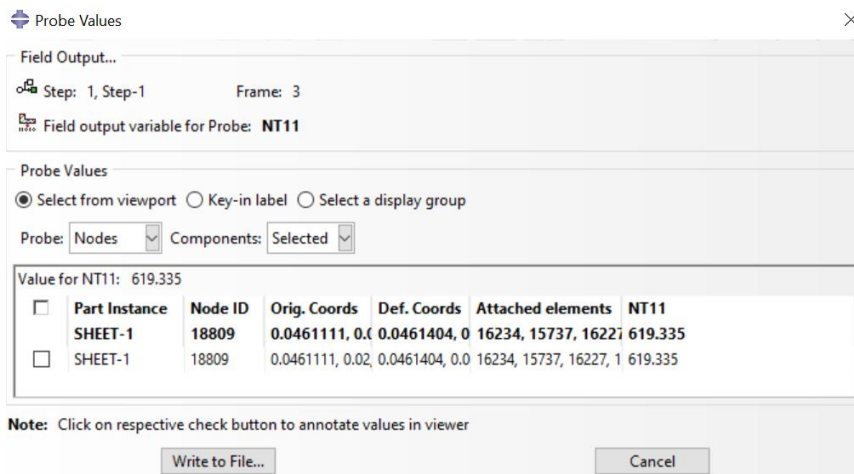 Probe Values
Field Output...
Step: 1, Step-1 Frame: 3
Field output variable for Probe: NT11
Probe Values
Select from viewport Key-in label Select a display group
Probe: Nodes Components: Selected
Value for NT11: 619.335
Part Instance Node ID Orig. Coords Def. Coords Attached elements NT11
SHEET-1 18809 0.0461111, 0.0 0.0461404, 0 16234, 15737, 1622 619.335
SHEET-1 18809 0.0461111, 0.02, 0.0461404, 0.0 16234, 15737, 16227, 1 619.335
Note: Click on respective check button to annotate values in viewer
Write to File... Cancel